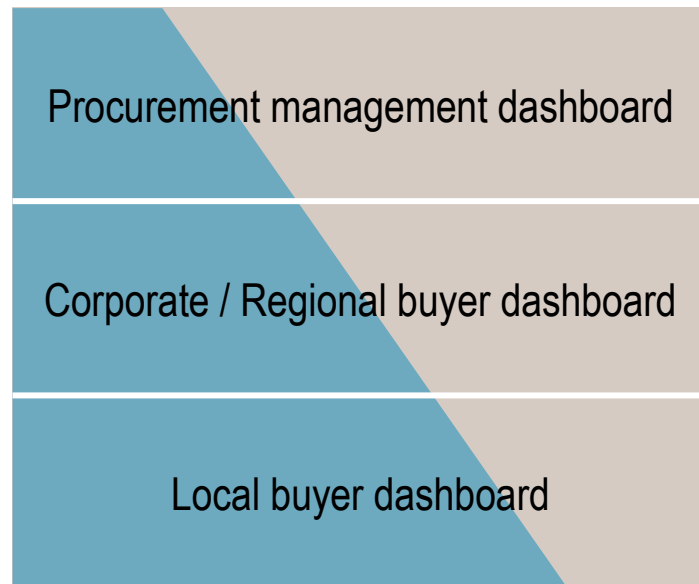 Procurement management dashboard
Corporate / Regional buyer dashboard
Local buyer dashboard